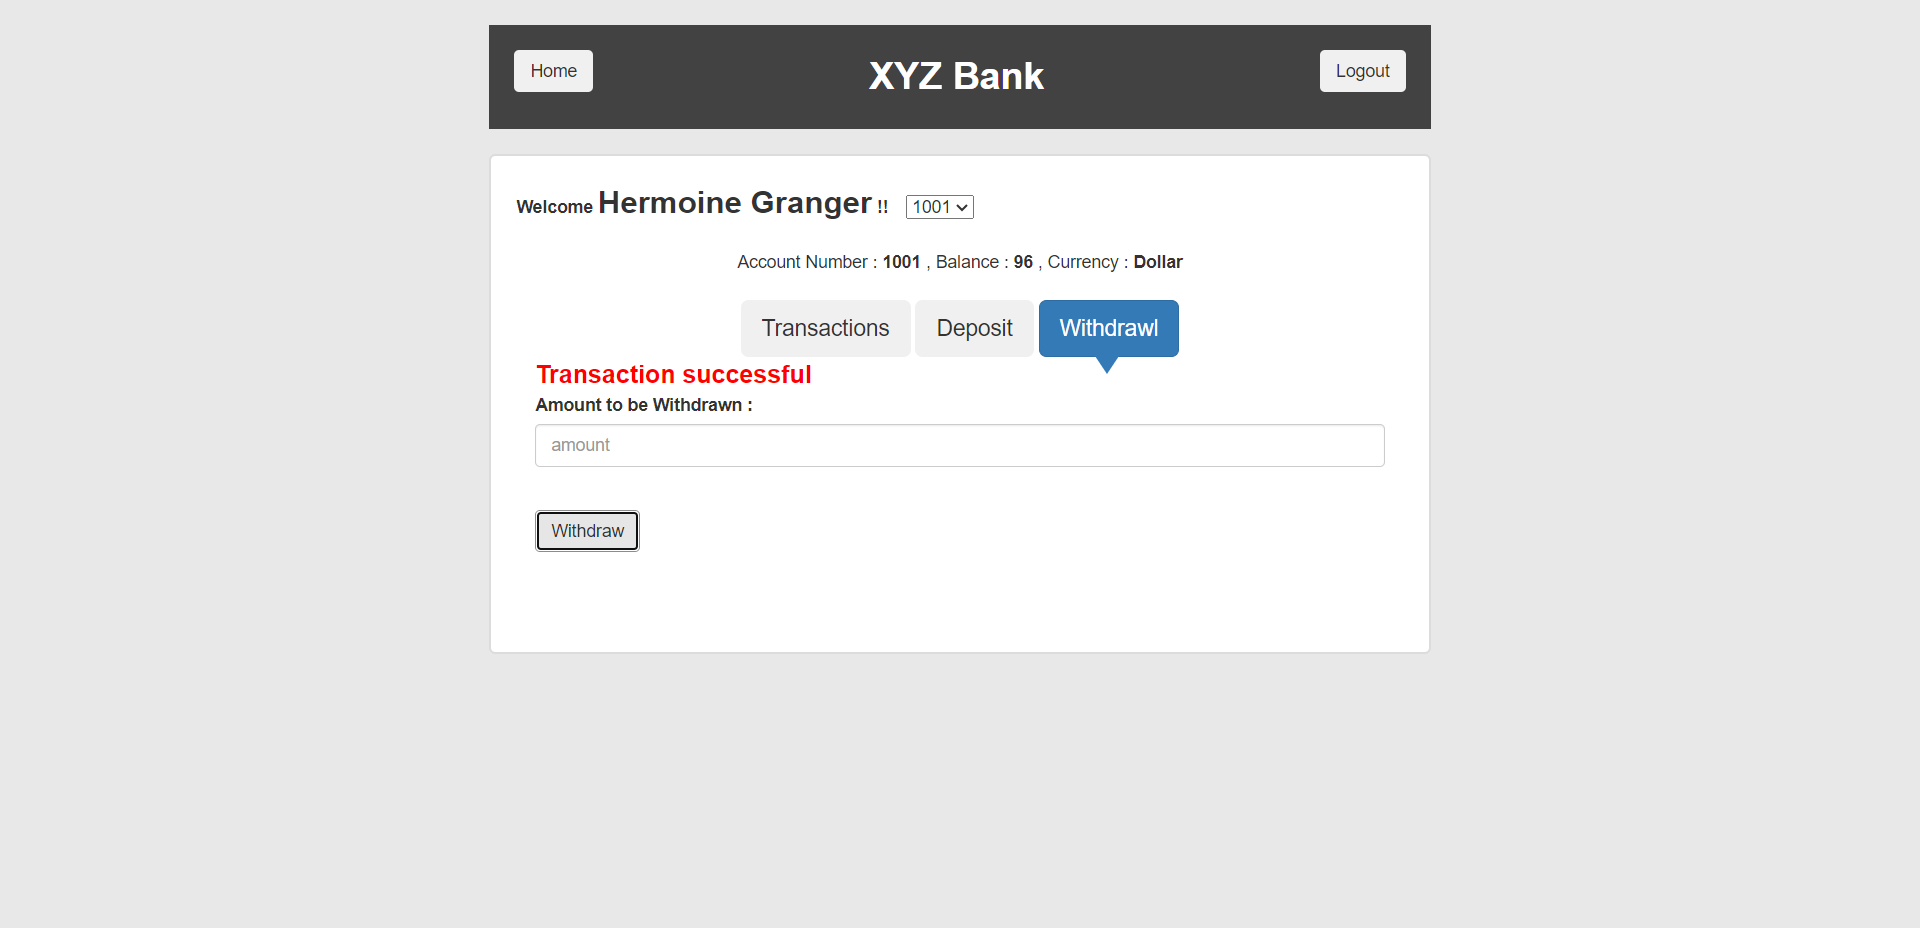 Home
XYZ Bank
Logout
Welcome Hermoine Granger !! 1001
Account Number : 1001 , Balance : 96 , Currency : Dollar
Transactions
Deposit
Withdrawl
Transaction successful
Amount to be Withdrawn :
amount
Withdraw